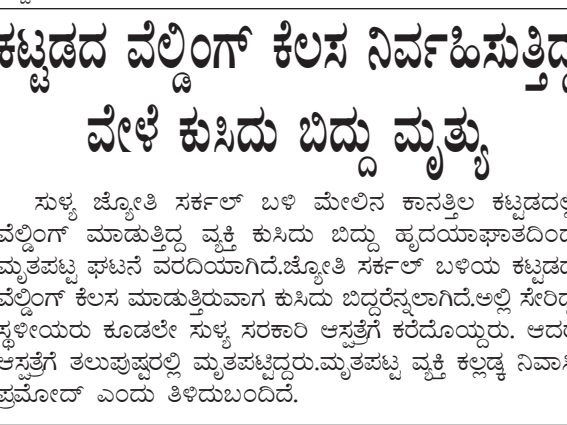 ಕಟ್ಟಡದ ವೆಲ್ಡಿಂಗ್ ಕೆಲಸ ನಿರ್ವಹಿಸುತ್ತಿದ್ದ
ವೇಳೆ ಕುಸಿದು ಬಿದ್ದು ಮೃತ್ಯು
ಸುಳ್ಯ ಜ್ಯೋತಿ ಸರ್ಕಲ್ ಬಳಿ ಮೇಲಿನ ಕಾನತ್ತಿಲ ಕಟ್ಟಡದಲ್ಲಿ
ವೆಲ್ಡಿಂಗ್ ಮಾಡುತ್ತಿದ್ದ ವ್ಯಕ್ತಿ ಕುಸಿದು ಬಿದ್ದು ಹೃದಯಾಘಾತದಿಂದ
ಮೃತಪಟ್ಟ ಘಟನೆ ವರದಿಯಾಗಿದೆ.ಜ್ಯೋತಿ ಸರ್ಕಲ್ ಬಳಿಯ ಕಟ್ಟಡದ
ವೆಲ್ಡಿಂಗ್ ಕೆಲಸ ಮಾಡುತ್ತಿರುವಾಗ ಕುಸಿದು ಬಿದ್ದರೆನ್ನಲಾಗಿದೆ.ಅಲ್ಲಿ ಸೇರಿದ್ದ
ಸ್ಥಳೀಯರು ಕೂಡಲೇ ಸುಳ್ಯ ಸರಕಾರಿ ಆಸ್ಪತ್ರೆಗೆ ಕರೆದೊಯ್ದರು. ಆದರೆ
ಆಸ್ಪತ್ರೆಗೆ ತಲುಪುಷ್ಟರಲ್ಲಿ ಮೃತಪಟ್ಟಿದ್ದರು.ಮೃತಪಟ್ಟ ವ್ಯಕ್ತಿ ಕಲ್ಲಡ್ಕ ನಿವಾಸಿ
ಪ್ರಮೋದ್ ಎಂದು ತಿಳಿದುಬಂದಿದೆ.